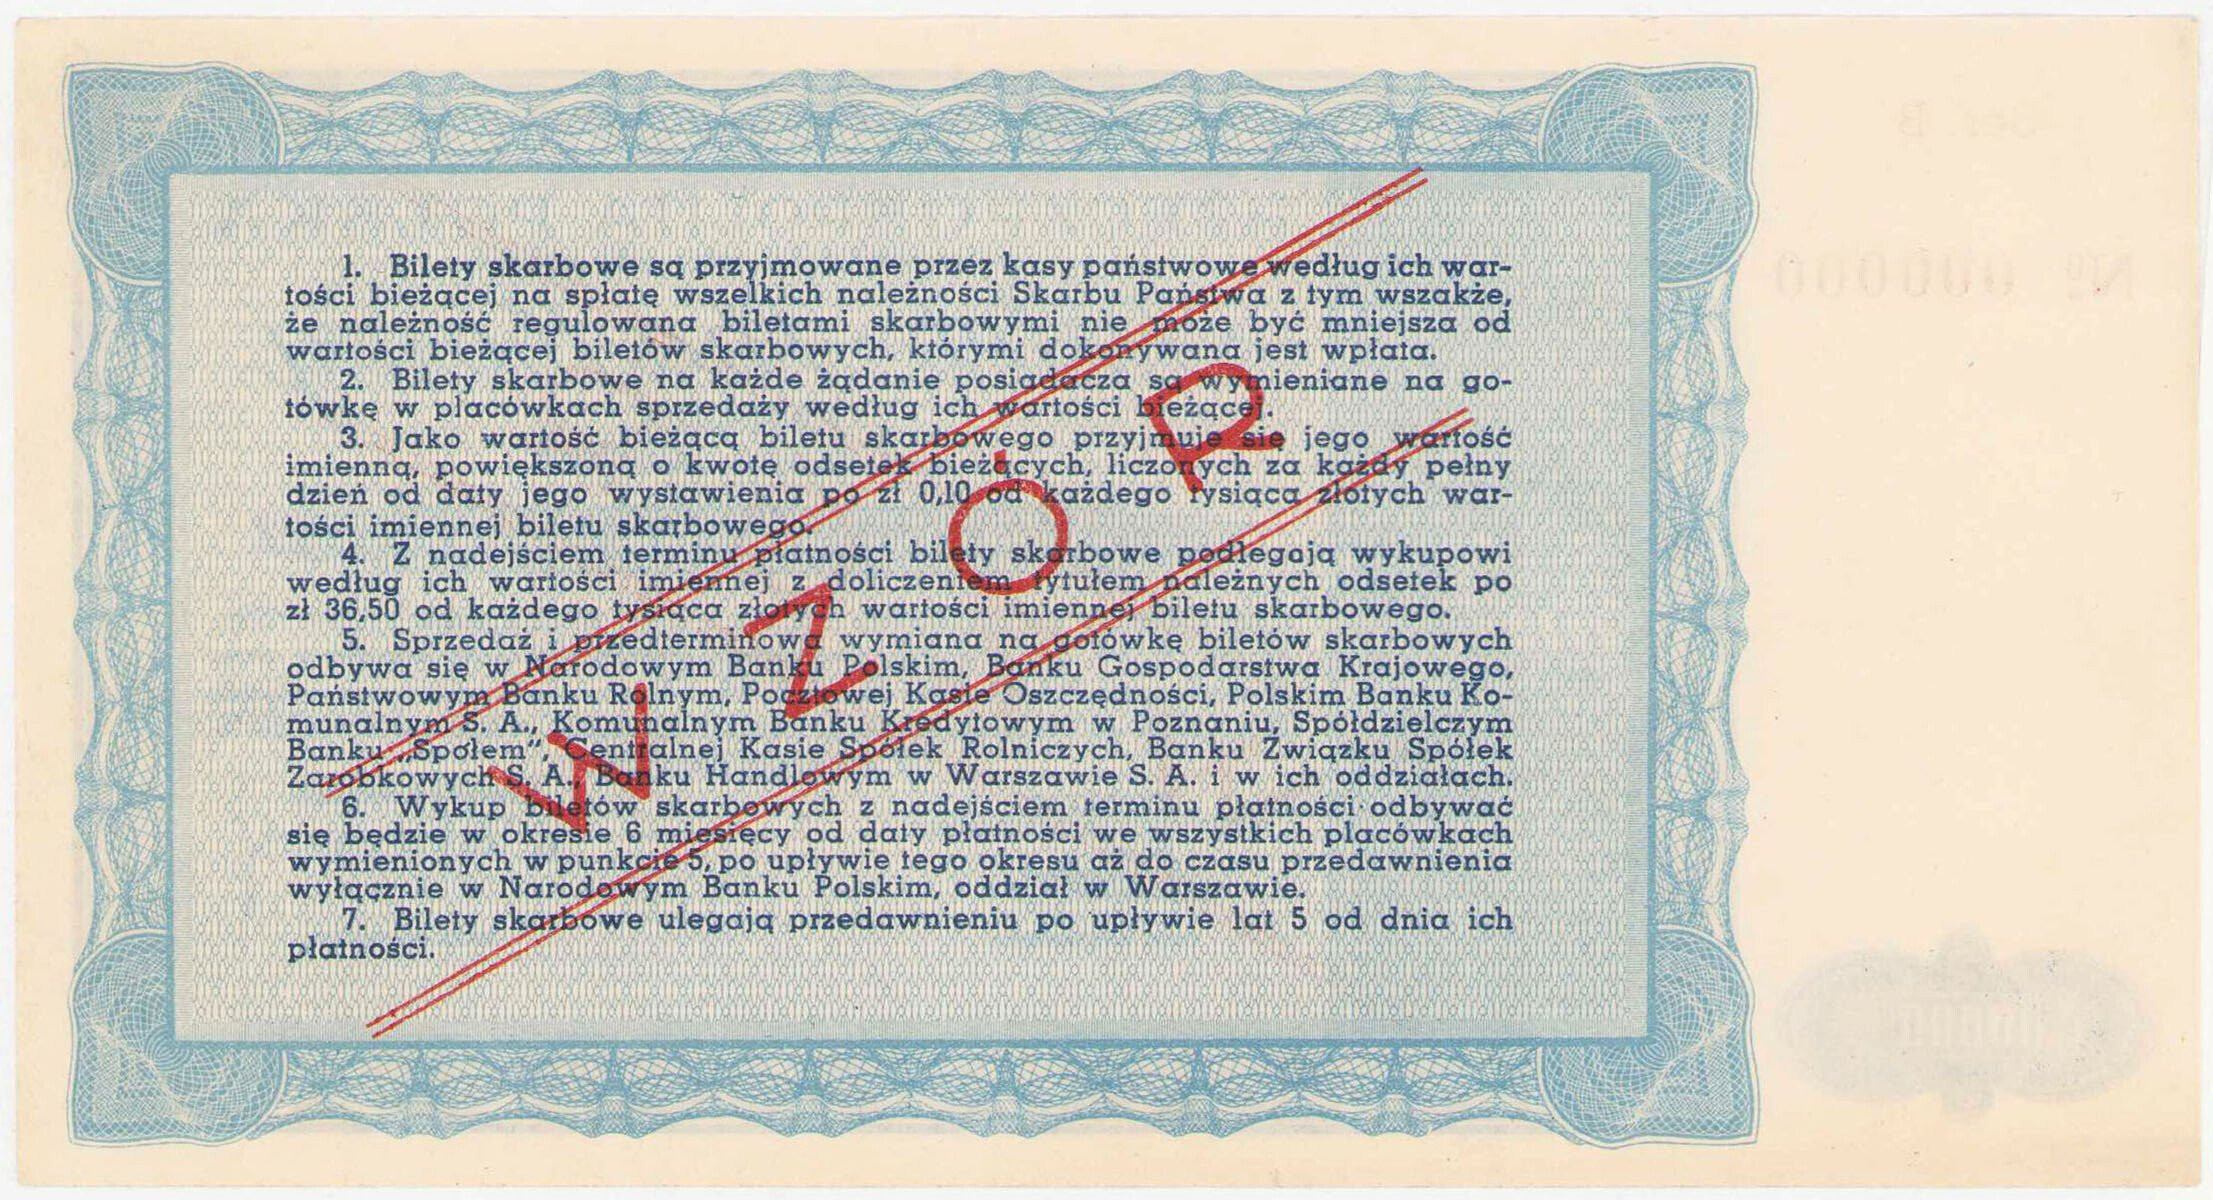 1. Bilety skarbowe są przyjmowane przez kasy państwowe według ich war-
tości bieżącej na spłatę wszelkich należności Skarbu Państwa z tym wszakże,
że należność regulowana biletami skarbowymi nie może być mniejsza od
wartości bieżącej biletów skarbowych, którymi dokonywana jest wpłata.
2. Bilety skarbowe na każde żądanie posiadacza są wymieniane na go-
tówkę w placówkach sprzedaży według ich wartości bieżącej.
3. Jako wartość bieżącą biletu skarbowego przyjmuje się jego wartość
imienną, powiększoną o kwotę odsetek bieżących, liczonych za każdy pełny
dzień od daty jego wystawienia po zł 0,10 od każdego tysiąca złotych war-
tości imiennej biletu skarbowego.
4. Z nadejściem terminu płatności bilety skarbowe podlegają wykupowi
według ich wartości imiennej z doliczeniem tytułem należnych odsetek po
zł 36,50 od każdego tysiąca złotych wartości imiennej biletu skarbowego.
5. Sprzedaż i przedterminowa wymiana na gotówkę biletów skarbowych
odbywa się w Narodowym Banku Polskim, Banku Gospodarstwa Krajowego,
Państwowym Banku Rolnym, Pocztowej Kasie Oszczędności, Polskim Banku Ko-
munalnym S. A., Komunalnym Banku Kredytowym w Poznaniu, Spółdzielczym
Banku „Społem“, Centralnej Kasie Spółek Rolniczych, Banku Związku Spółek
Zarobkowych S. A., Banku Handlowym w Warszawie S. A. i w ich oddziałach.
6. Wykup biletów skarbowych z nadejściem terminu płatności odbywać
się będzie w okresie 6 miesięcy od daty płatności we wszystkich placówkach
wymienionych w punkcie 5, po upływie tego okresu aż do czasu przedawnienia
wyłącznie w Narodowym Banku Polskim, oddział w Warszawie.
7. Bilety skarbowe ulegają przedawnieniu po upływie lat 5 od dnia ich
płatności.
WZÓR
Ser. B
№ 000000